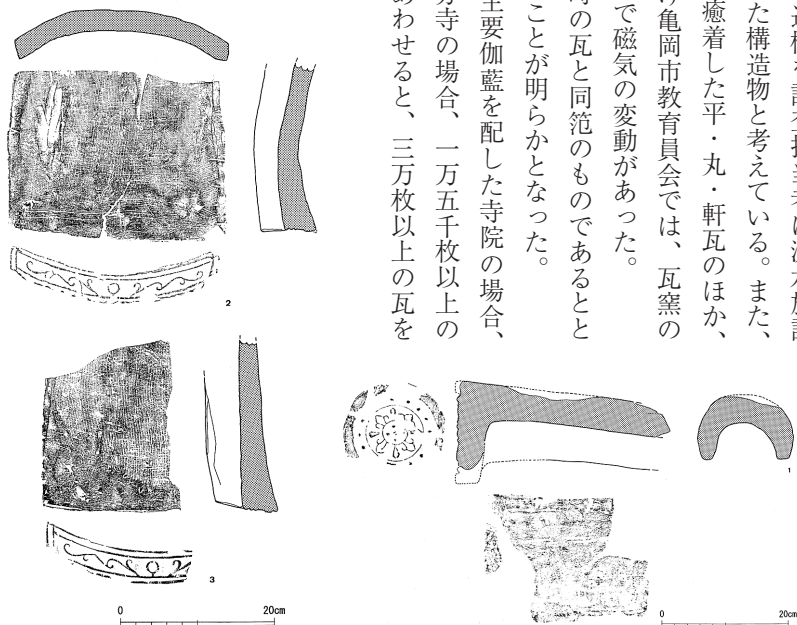 た構造物と考えている。また、
癒着した平・丸・軒瓦のほか、
亀岡市教育員会では、瓦窯の
で磁気の変動があった。
の瓦と同笵のものであるとと
ことが明らかとなった。
主要伽藍を配した寺院の場合、
寺の場合、一万五千枚以上の
あわせると、三万枚以上の瓦を
2
3
0 20cm
1
0 20cm